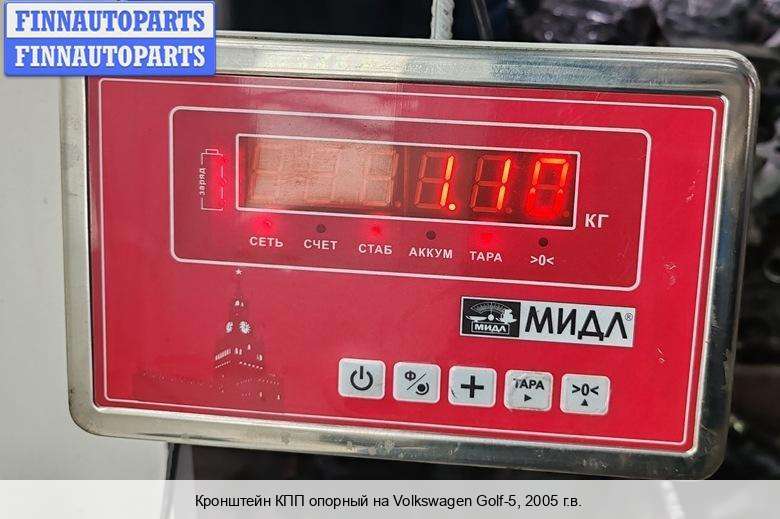 FINNAUTOPARTS
FINNAUTOPARTS
заряд
1.10
КГ
СЕТЬ СЧЕТ СТАБ АККУМ ТАРА >0<
МИДЛ МИДЛ®
Ф ТАРА >0<
Кронштейн КПП опорный на Volkswagen Golf-5, 2005 г.в.